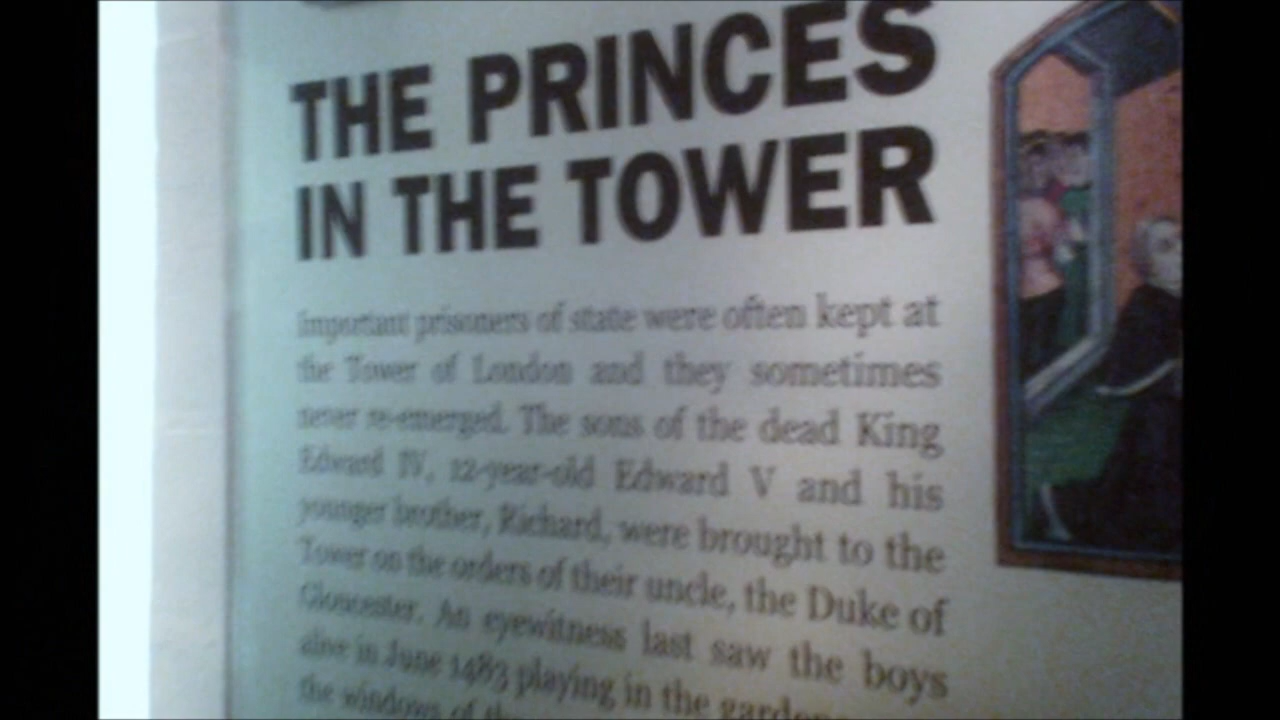 THE PRINCES
IN THE TOWER
Important prisoners of state were often kept at
the Tower of London and they sometimes
never re-emerged. The sons of the dead King
Edward IV, 12-year-old Edward V and his
younger brother, Richard, were brought to the
Tower on the orders of their uncle, the Duke of
Gloucester. An eyewitness last saw the boys
alive in June 1483 playing in the
the windows of